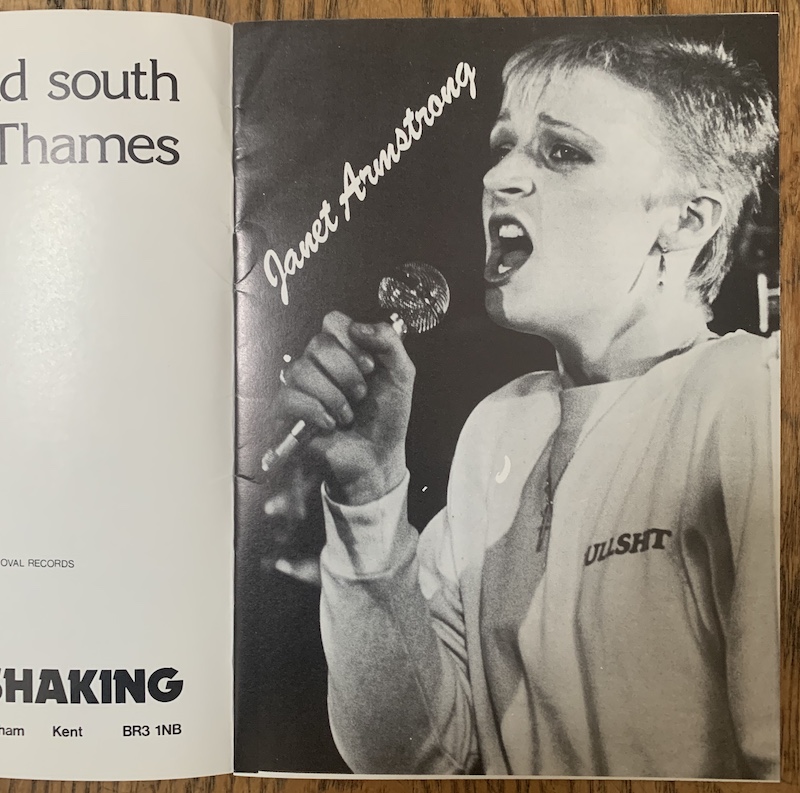 d south
Thames
OVAL RECORDS
SHAKING
ham Kent BR3 1NB
Janet Armstrong
ULLSHT